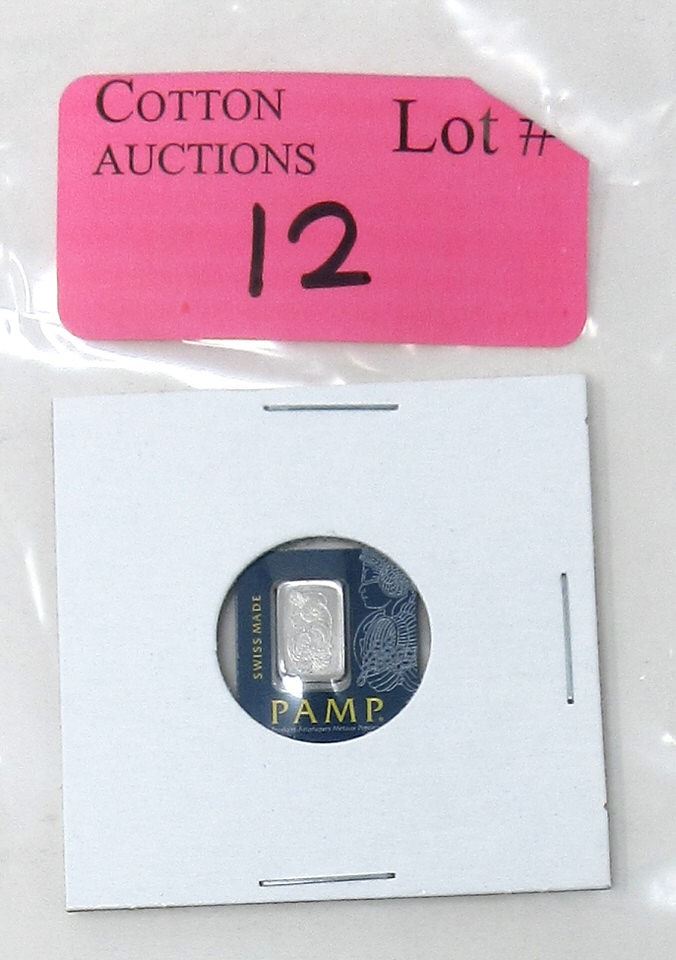 COTTON
AUCTIONS
Lot #
12
SWISS MADE
PAMP